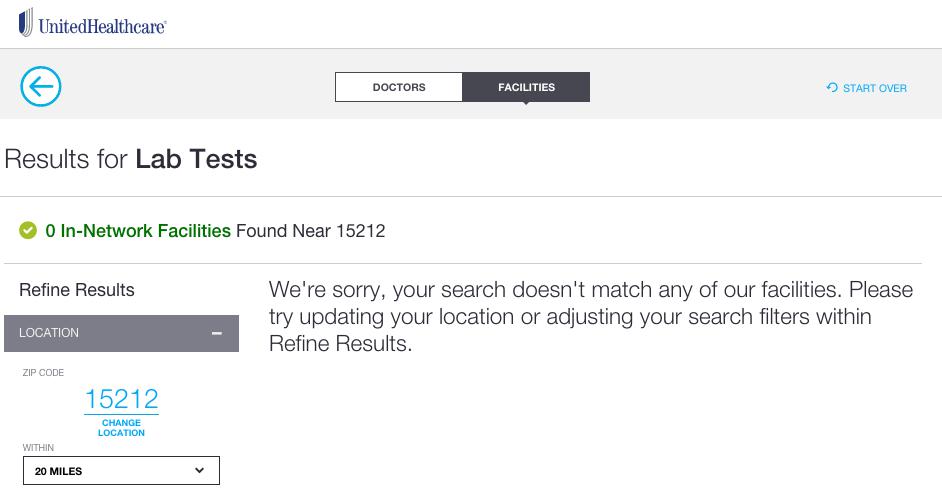 UnitedHealthcare®
DOCTORS
FACILITIES
START OVER
Results for Lab Tests
0 In-Network Facilities Found Near 15212
Refine Results
LOCATION
ZIP CODE
15212
CHANGE
LOCATION
WITHIN
20 MILES
We're sorry, your search doesn't match any of our facilities. Please
try updating your location or adjusting your search filters within
Refine Results.